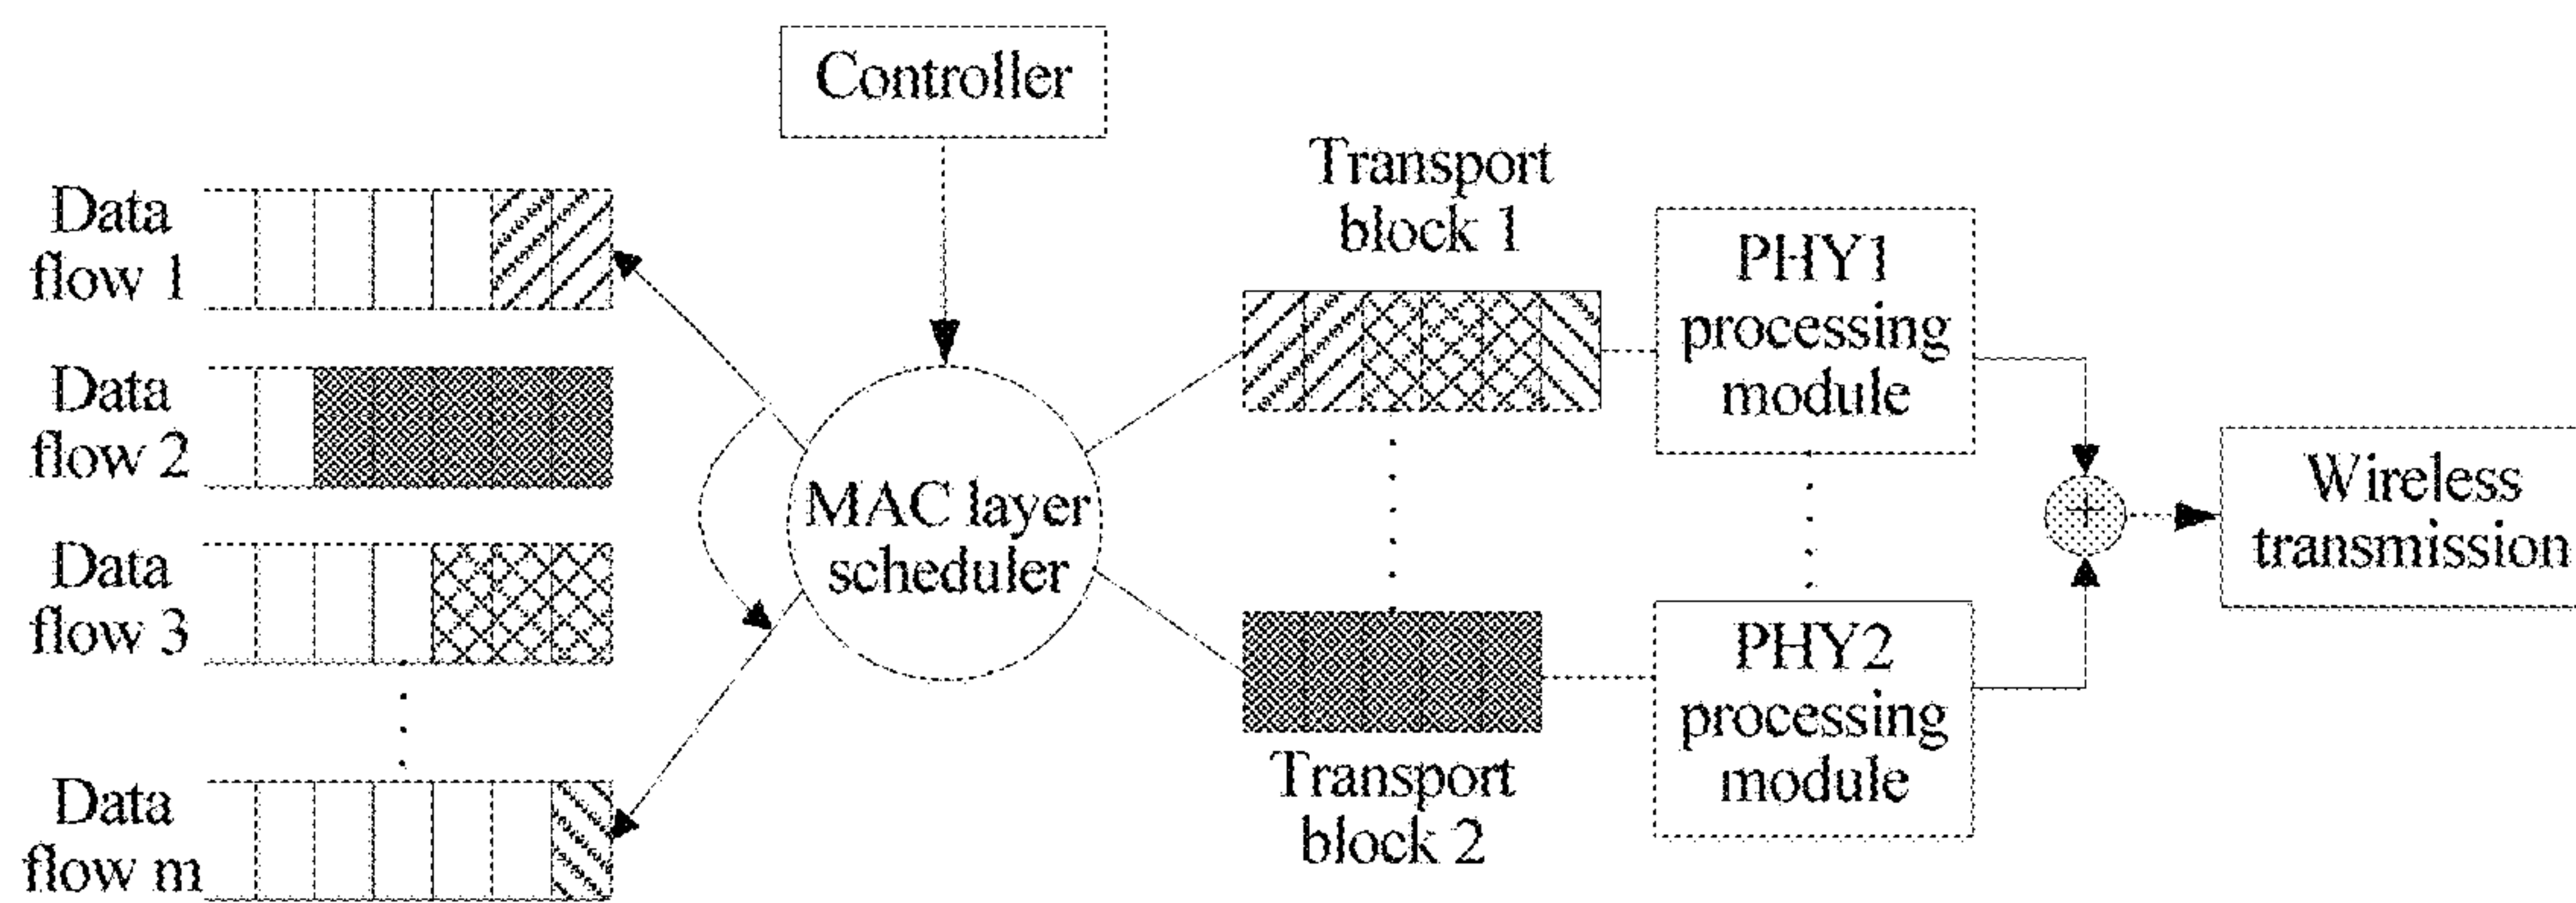 Controller
Data
flow 1
Data
flow 2
Data
flow 3
Data
flow m
MAC layer
scheduler
Transport
block 1
Transport
block 2
PHY1
processing
module
PHY2
processing
module
+
Wireless
transmission